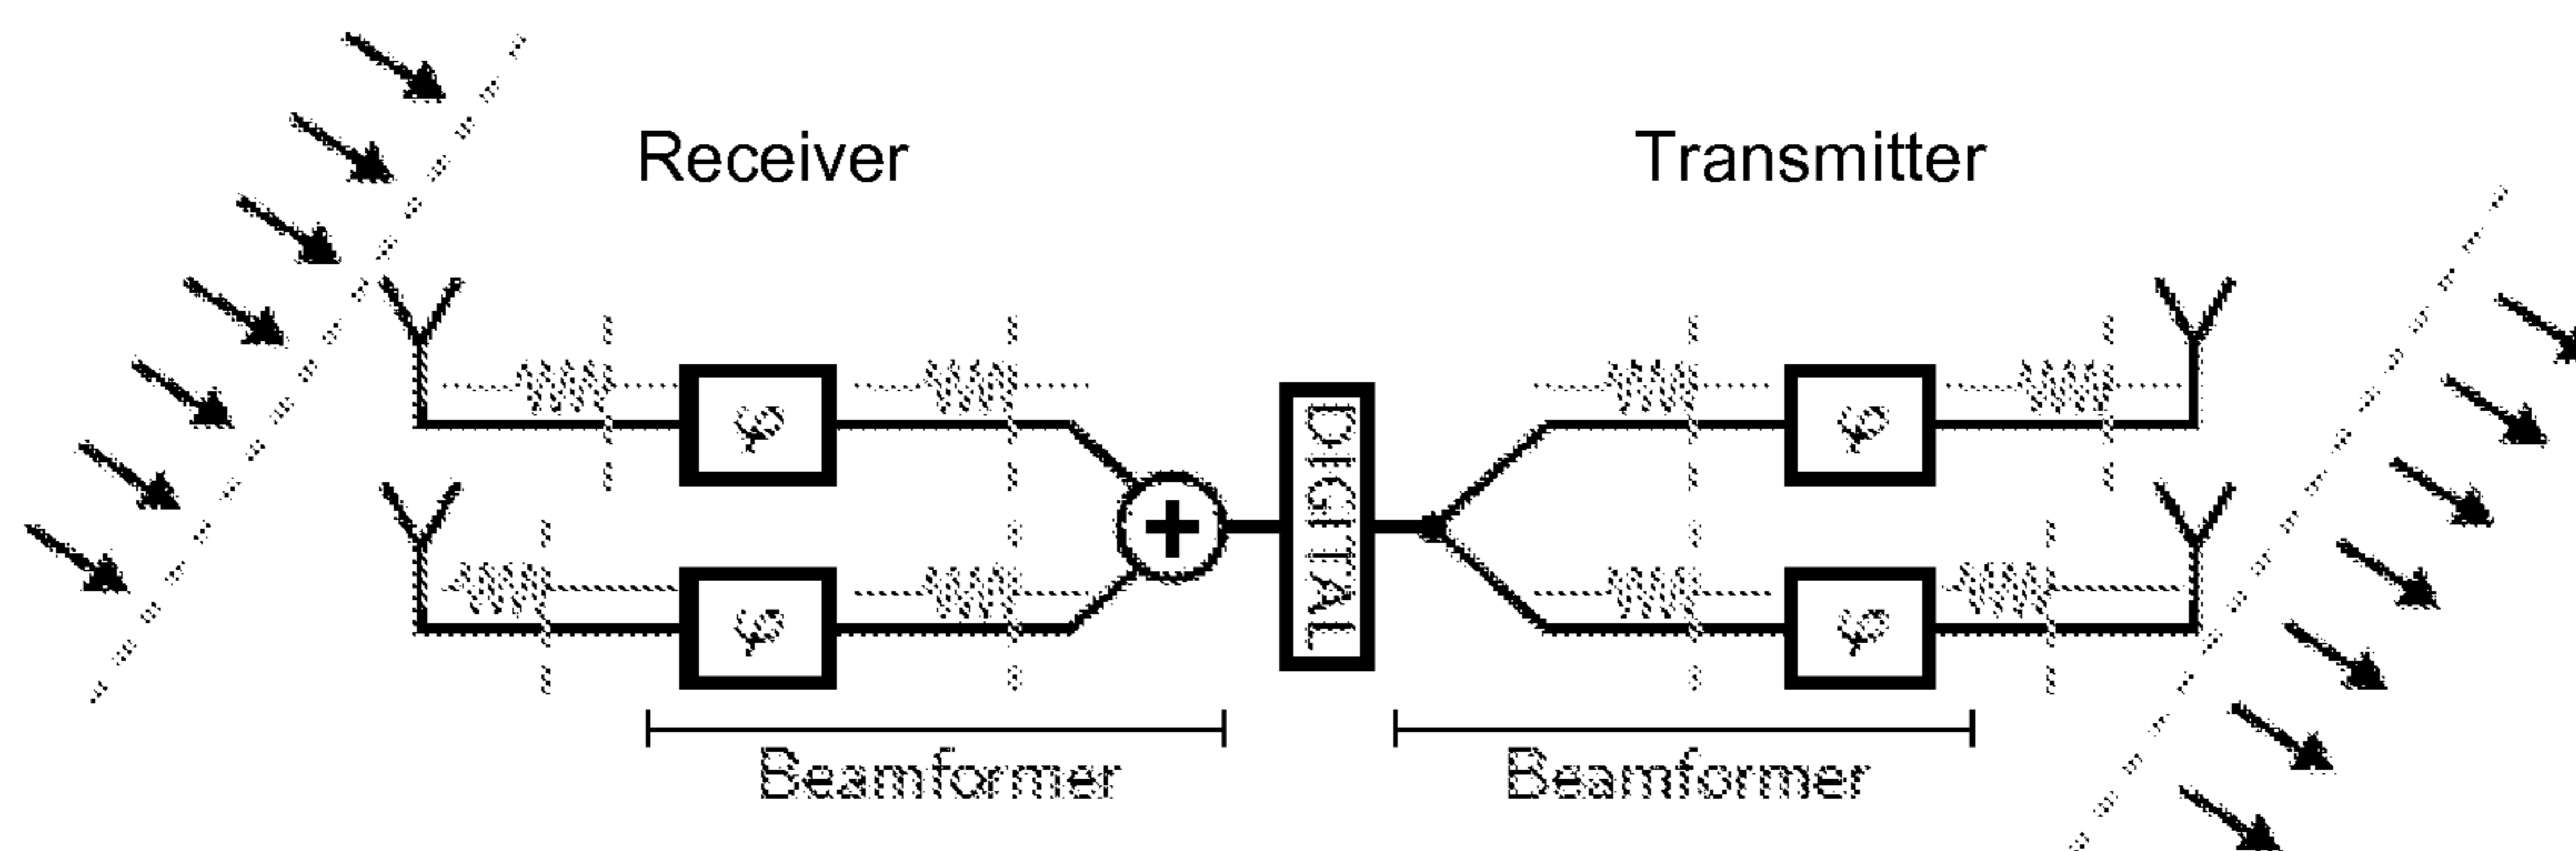 Receiver
Transmitter
φ
φ
φ
φ
+
DIGITAL
Beamformer
Beamformer